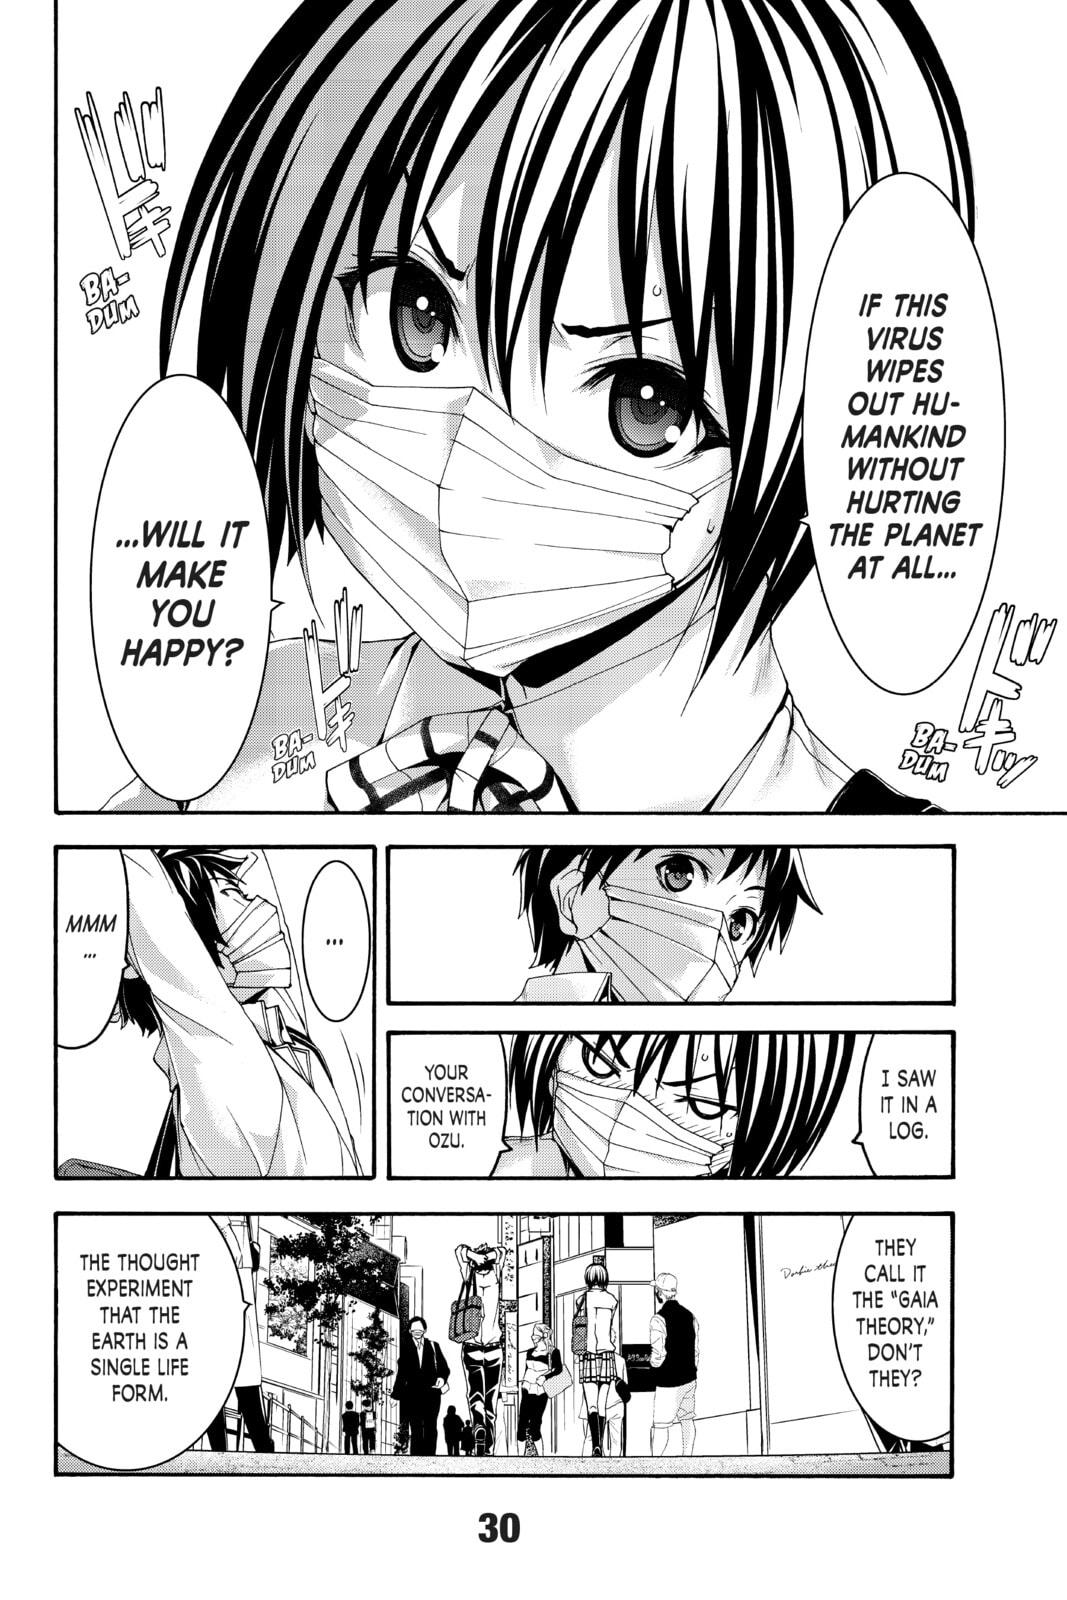 IF THIS
VIRUS
WIPES
OUT HU-
MANKIND
WITHOUT
HURTING
THE PLANET
AT ALL...
...WILL IT
MAKE
YOU
HAPPY?
ドキ
BA-
DUM
ドキ
BA-
DUM
ドキッ
BA-
DUM
...
MMM
...
I SAW
IT IN A
LOG.
YOUR
CONVERSA-
TION WITH
OZU.
THEY
CALL IT
THE “GAIA
THEORY,”
DON'T
THEY?
THE THOUGHT
EXPERIMENT
THAT THE
EARTH IS A
SINGLE LIFE
FORM.
30